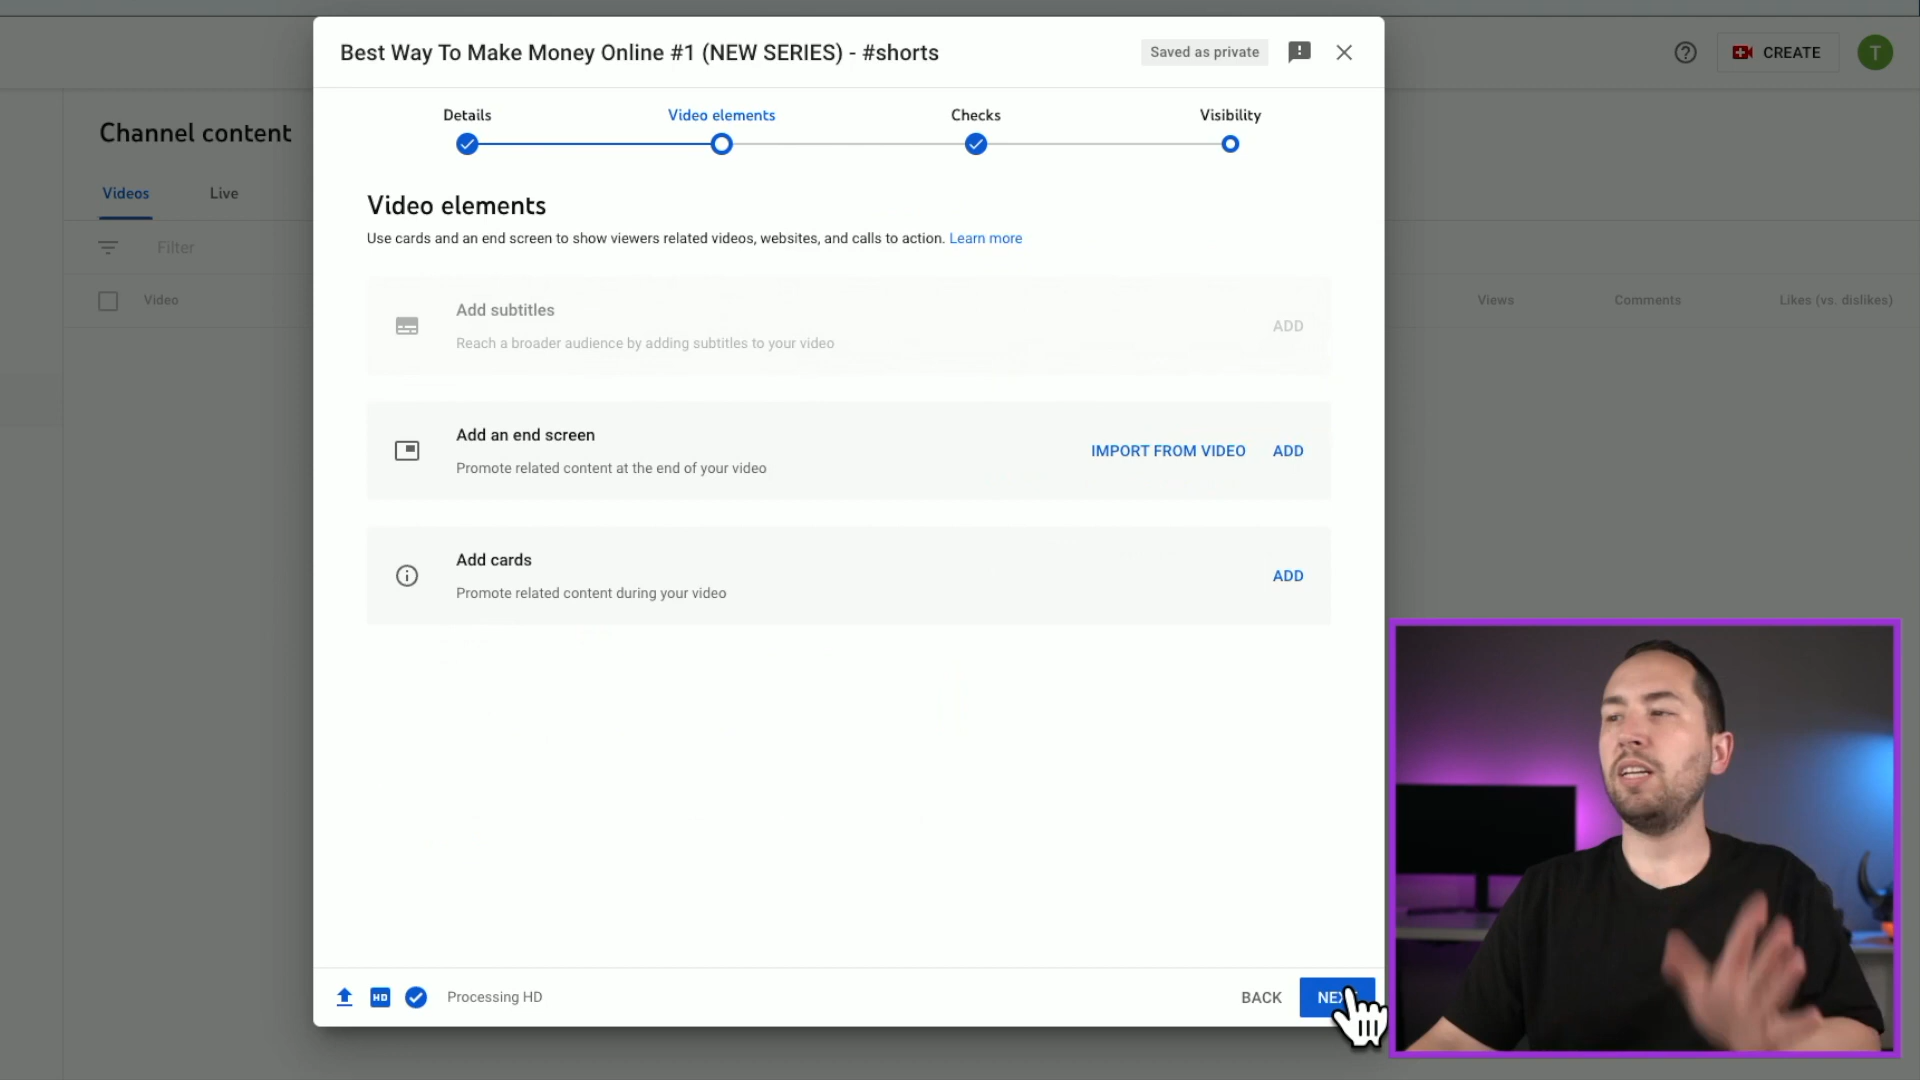 Best Way To Make Money Online #1 (NEW SERIES) - #shorts
Saved as private
CREATE
T
Channel content
Details
Video elements
Checks
Visibility
Videos
Live
Video elements
Filter
Use cards and an end screen to show viewers related videos, websites, and calls to action. Learn more
Video
Views
Comments
Likes (vs. dislikes)
Add subtitles
Reach a broader audience by adding subtitles to your video
ADD
Add an end screen
Promote related content at the end of your video
IMPORT FROM VIDEO
ADD
Add cards
Promote related content during your video
ADD
HD
Processing HD
BACK